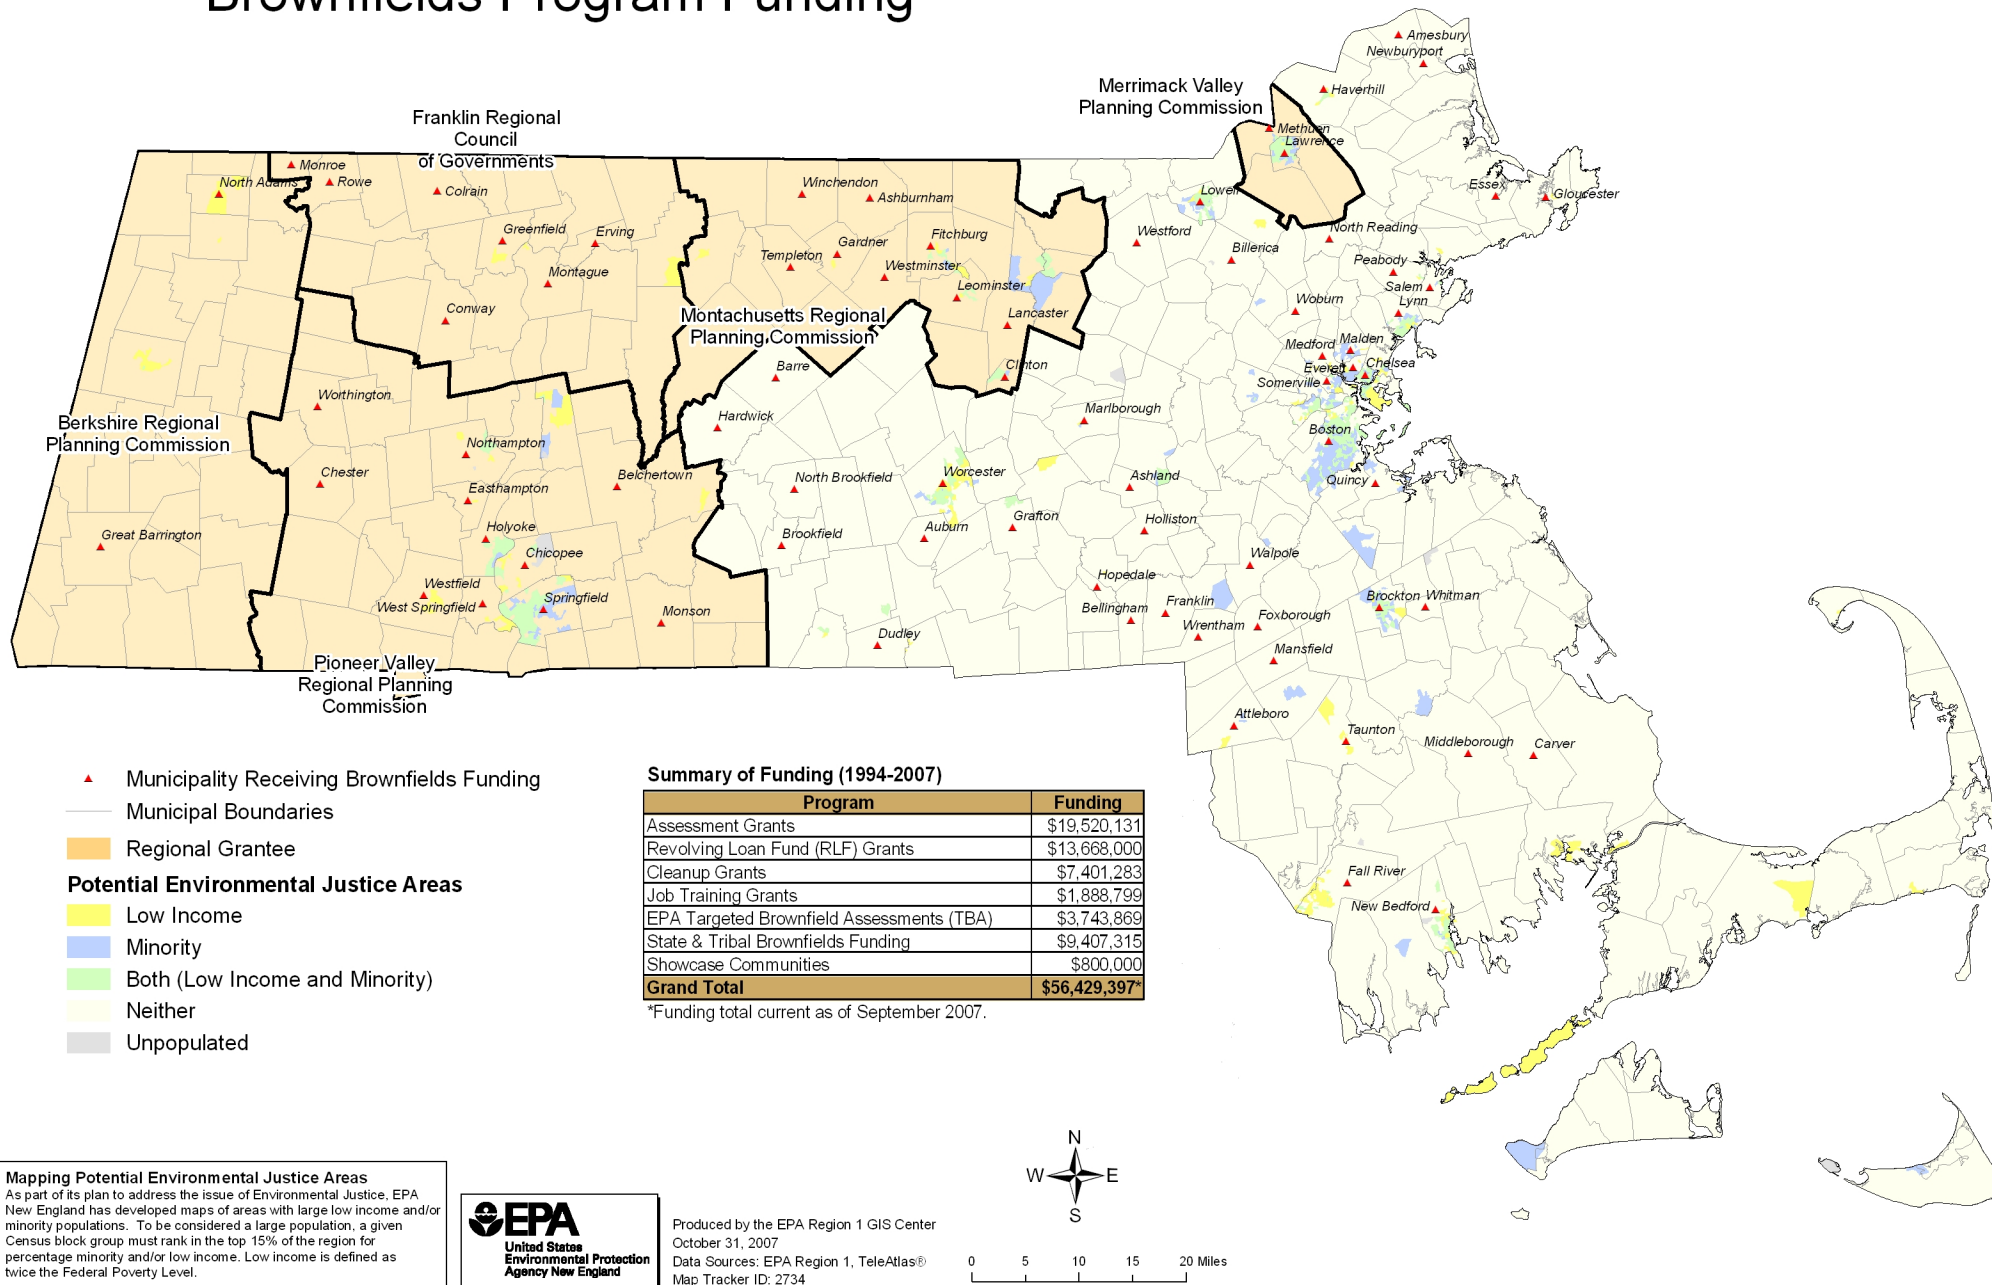 Brownfields Program Funding
Amesbury
Newburyport
Merrimack Valley
Planning Commission
Haverhill
Franklin Regional
Council
of Governments
Methuen
Lawrence
Monroe
North Adams
Rowe
Colrain
Winchendon
Ashburnham
Lowell
Essex
Gloucester
Greenfield
Erving
Fitchburg
Westford
North Reading
Templeton
Gardner
Billerica
Montague
Westminster
Peabody
Leominster
Salem
Conway
Montachusetts Regional
Planning Commission
Lancaster
Woburn
Lynn
Medford
Malden
Barre
Clinton
Everett
Chelsea
Somerville
Worthington
Hardwick
Marlborough
Berkshire Regional
Planning Commission
Northampton
Boston
Chester
Belchertown
North Brookfield
Worcester
Ashland
Quincy
Easthampton
Great Barrington
Holyoke
Brookfield
Auburn
Grafton
Holliston
Chicopee
Walpole
Westfield
Hopedale
West Springfield
Springfield
Monson
Bellingham
Franklin
Brockton
Whitman
Wrentham
Foxborough
Dudley
Mansfield
Pioneer Valley
Regional Planning
Commission
Attleboro
Taunton
Middleborough
Carver
Fall River
New Bedford
Municipality Receiving Brownfields Funding
Municipal Boundaries
Regional Grantee
Potential Environmental Justice Areas
Low Income
Minority
Both (Low Income and Minority)
Neither
Unpopulated
Summary of Funding (1994-2007)
Program Funding
Assessment Grants $19,520,131
Revolving Loan Fund (RLF) Grants $13,668,000
Cleanup Grants $7,401,283
Job Training Grants $1,888,799
EPA Targeted Brownfield Assessments (TBA) $3,743,869
State & Tribal Brownfields Funding $9,407,315
Showcase Communities $800,000
Grand Total $56,429,397*
*Funding total current as of September 2007.
Mapping Potential Environmental Justice Areas
As part of its plan to address the issue of Environmental Justice, EPA
New England has developed maps of areas with large low income and/or
minority populations. To be considered a large population, a given
Census block group must rank in the top 15% of the region for
percentage minority and/or low income. Low income is defined as
twice the Federal Poverty Level.
EPA
United States
Environmental Protection
Agency New England
Produced by the EPA Region 1 GIS Center
October 31, 2007
Data Sources: EPA Region 1, TeleAtlas®
Map Tracker ID: 2734
N
W E
S
0 5 10 15 20 Miles